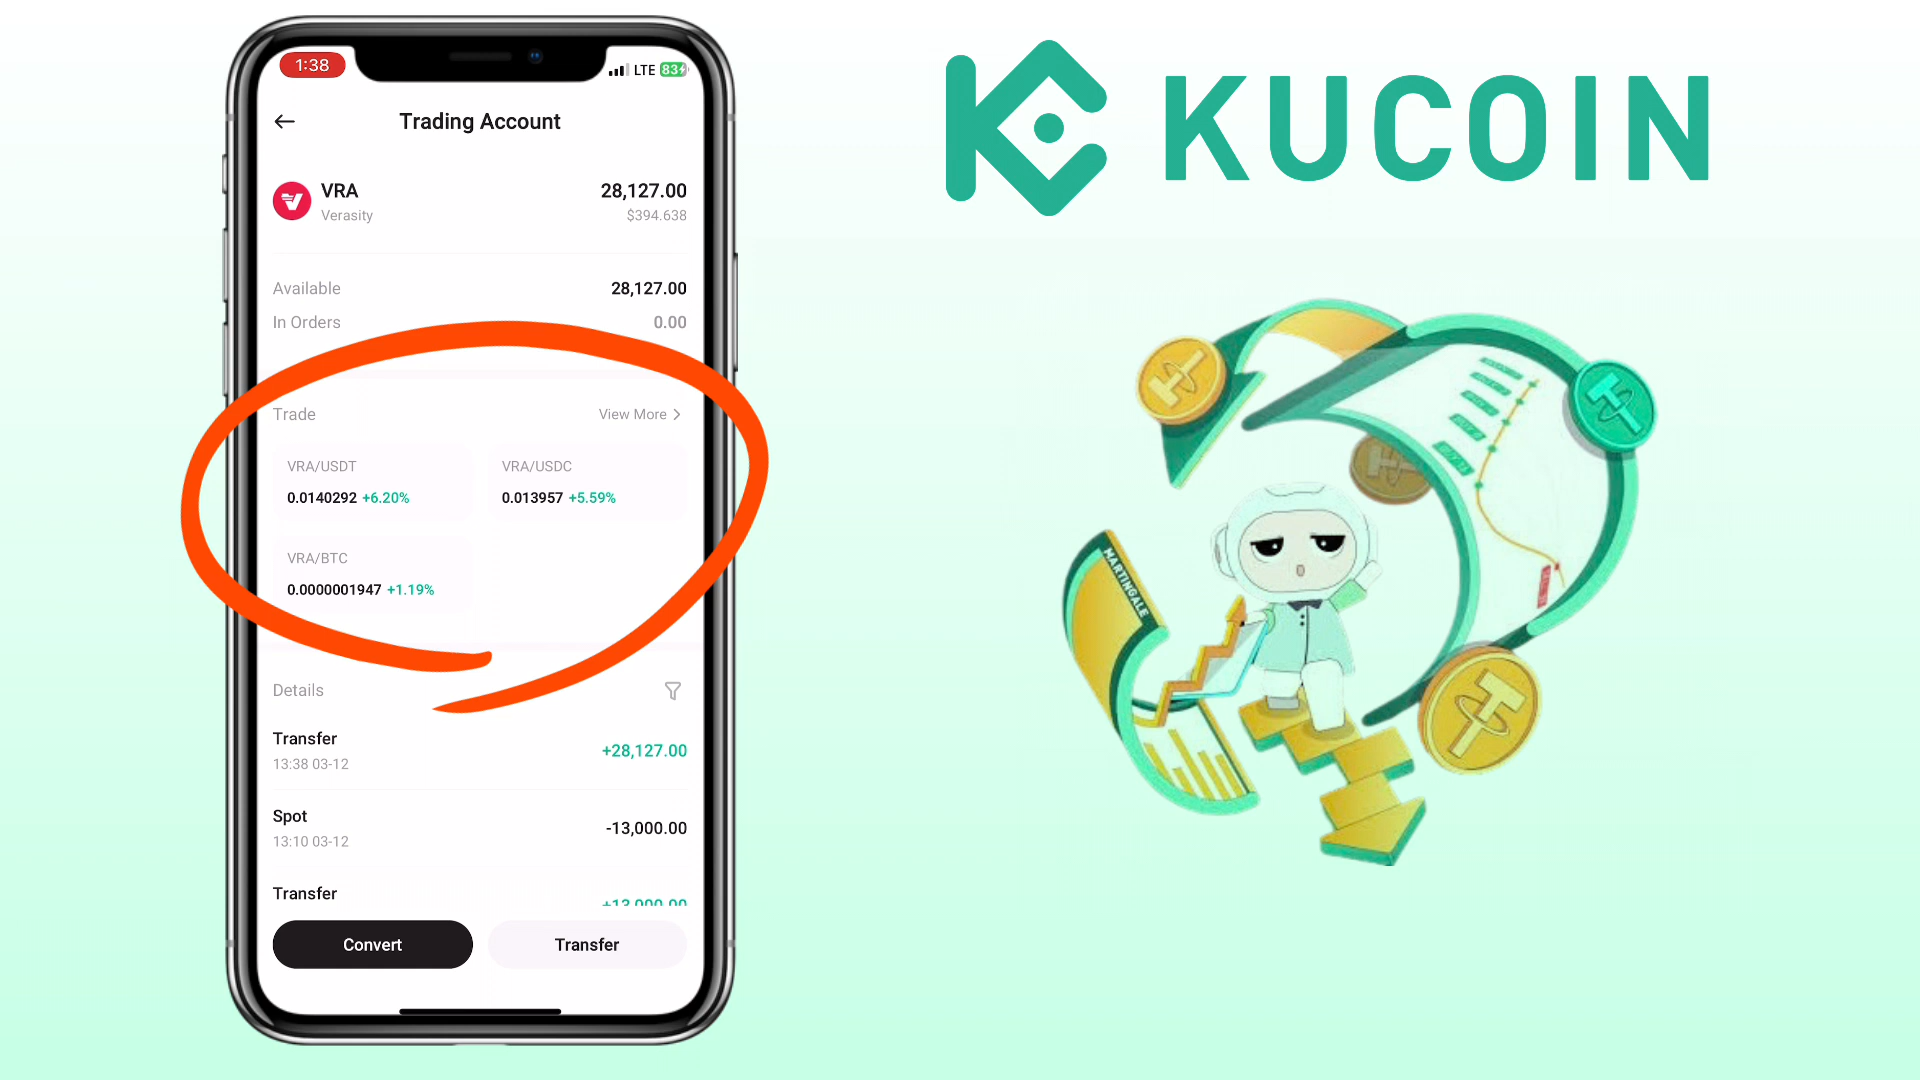 1:38
LTE 83
Trading Account
VRA 28,127.00
Verasity $394.638
Available 28,127.00
In Orders 0.00
Trade View More
VRA/USDT VRA/USDC
0.0140292 +6.20% 0.013957 +5.59%
VRA/BTC
0.0000001947 +1.19%
Details
Transfer +28,127.00
13:38 03-12
Spot -13,000.00
13:10 03-12
Transfer +13,000.00
Convert Transfer
KUCOIN
MARTINGALE